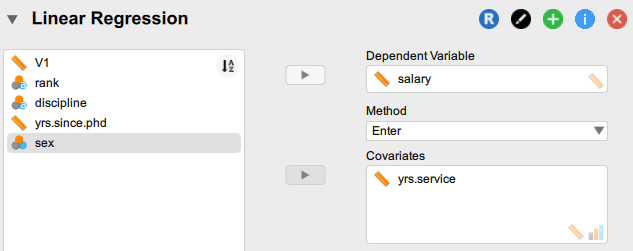 Linear Regression
R
i
V1
rank
discipline
yrs.since.phd
sex
A
Z
Dependent Variable
salary
Method
Enter
Covariates
yrs.service